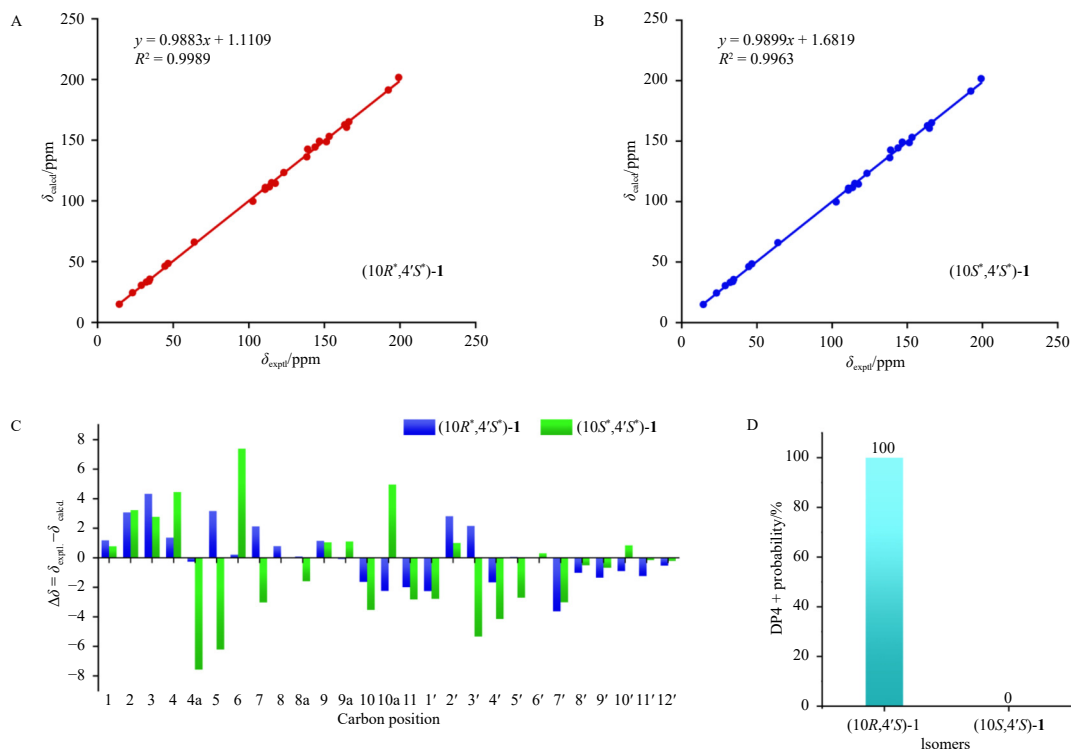 A
y = 0.9883x + 1.1109
R² = 0.9989
250
200
150
100
50
0
δcalcd/ppm
(10R*,4′S*)-1
0 50 100 150 200 250
δexptl/ppm
B
y = 0.9899x + 1.6819
R² = 0.9963
250
200
150
100
50
0
δcalcd/ppm
(10S*,4′S*)-1
0 50 100 150 200 250
δexptl/ppm
C
(10R*,4′S*)-1 (10S*,4′S*)-1
8
6
4
2
0
−2
−4
−6
−8
Δδ = δexptl. − δcalcd.
1 2 3 4 4a 5 6 7 8 8a 9 9a 10 10a 11 1′ 2′ 3′ 4′ 5′ 6′ 7′ 8′ 9′ 10′ 11′ 12′
Carbon position
D
100
80
60
40
20
0
DP4 + probability/%
100
0
(10R,4′S)-1 (10S,4′S)-1
Isomers